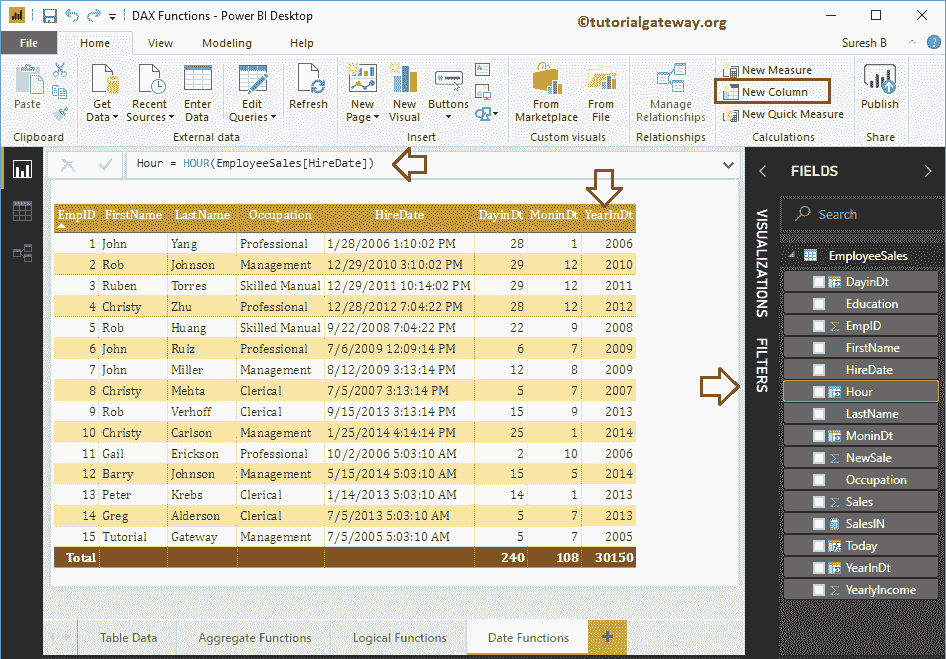 DAX Functions - Power BI Desktop
©tutorialgateway.org
File Home View Modeling Help Suresh B
Paste
Get Data
Recent Sources
Enter Data
Edit Queries
Refresh
New Page
New Visual
Buttons
From Marketplace
From File
Manage Relationships
New Measure
New Column
New Quick Measure
Publish
Clipboard External data Insert Custom visuals Relationships Calculations Share
Hour = HOUR(EmployeeSales[HireDate])
EmpID FirstName LastName Occupation HireDate DayinDt MoninDt YearInDt
1 John Yang Professional 1/28/2006 1:10:02 PM 28 1 2006
2 Rob Johnson Management 12/29/2010 3:10:02 PM 29 12 2010
3 Ruben Torres Skilled Manual 12/29/2011 10:14:02 PM 29 12 2011
4 Christy Zhu Professional 12/28/2012 7:04:22 PM 28 12 2012
5 Rob Huang Skilled Manual 9/22/2008 7:04:22 PM 22 9 2008
6 John Ruiz Professional 7/6/2009 12:09:14 PM 6 7 2009
7 John Miller Management 8/12/2009 3:13:14 PM 12 8 2009
8 Christy Mehta Clerical 7/5/2007 3:13:14 PM 5 7 2007
9 Rob Verhoff Clerical 9/15/2013 3:13:14 PM 15 9 2013
10 Christy Carlson Management 1/25/2014 4:14:14 PM 25 1 2014
11 Gail Erickson Professional 10/2/2006 5:03:10 AM 2 10 2006
12 Barry Johnson Management 5/15/2014 5:03:10 AM 15 5 2014
13 Peter Krebs Clerical 1/14/2013 5:03:10 AM 14 1 2013
14 Greg Alderson Clerical 7/5/2013 5:03:10 AM 5 7 2013
15 Tutorial Gateway Management 7/5/2005 5:03:10 AM 5 7 2005
Total 240 108 30150
VISUALIZATIONS
FILTERS
FIELDS
Search
EmployeeSales
DayinDt
Education
EmpID
FirstName
HireDate
Hour
LastName
MoninDt
NewSale
Occupation
Sales
SalesIN
Today
YearInDt
YearlyIncome
Table Data Aggregate Functions Logical Functions Date Functions +